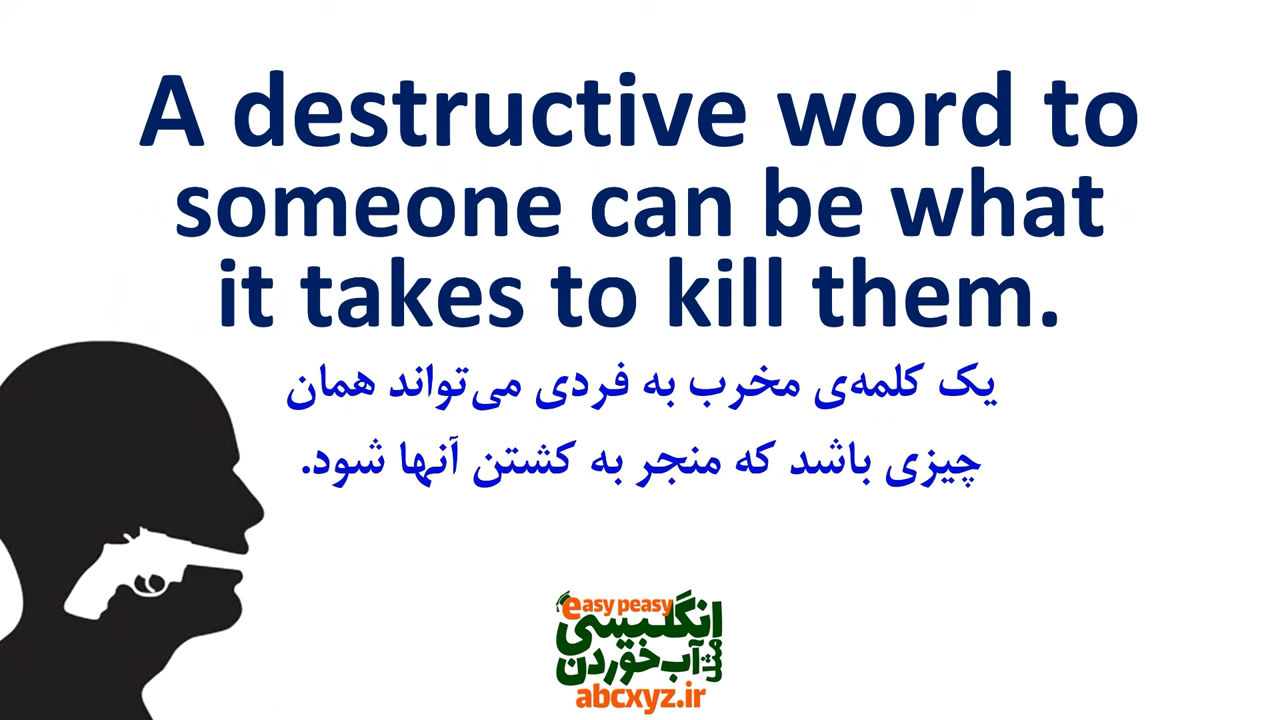 A destructive word to
someone can be what
it takes to kill them.
یک کلمه‌ی مخرب به فردی می‌تواند همان
چیزی باشد که منجر به کشتن آنها شود.
easy peasy
انگلیسی
مثل آب خوردن
abcxyz.ir